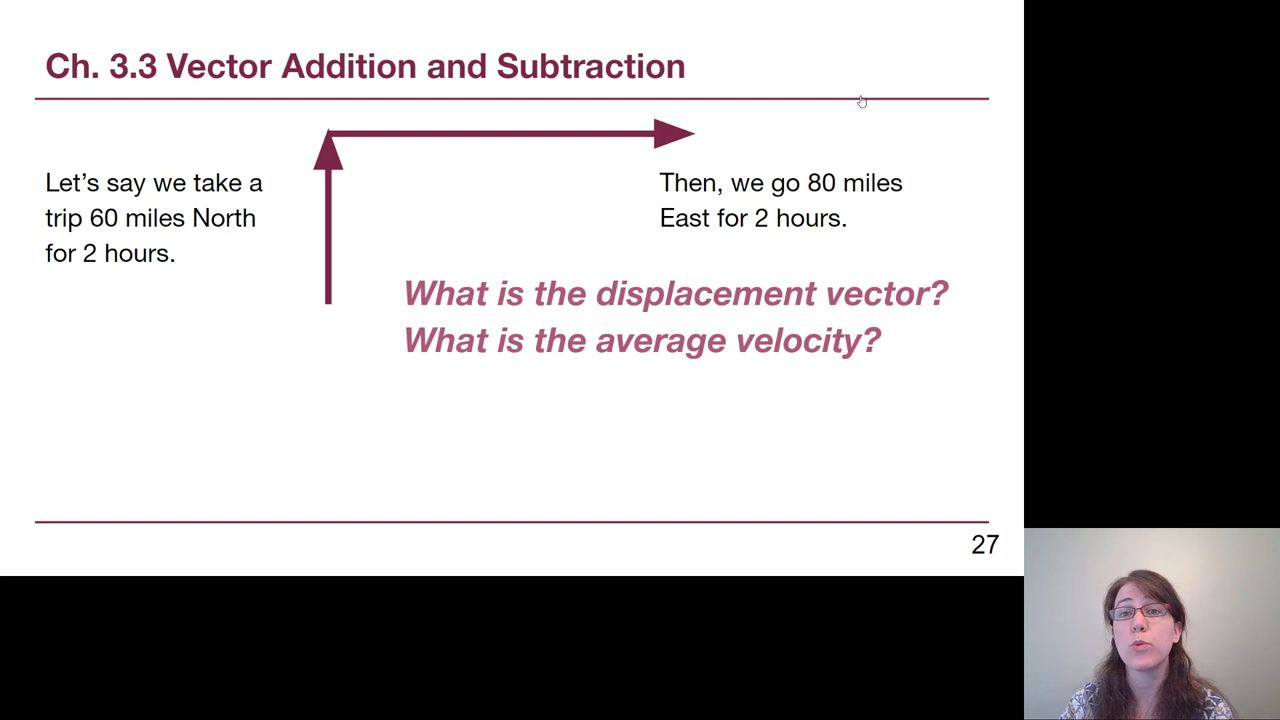 Ch. 3.3 Vector Addition and Subtraction
Let’s say we take a
trip 60 miles North
for 2 hours.
Then, we go 80 miles
East for 2 hours.
What is the displacement vector?
What is the average velocity?
27